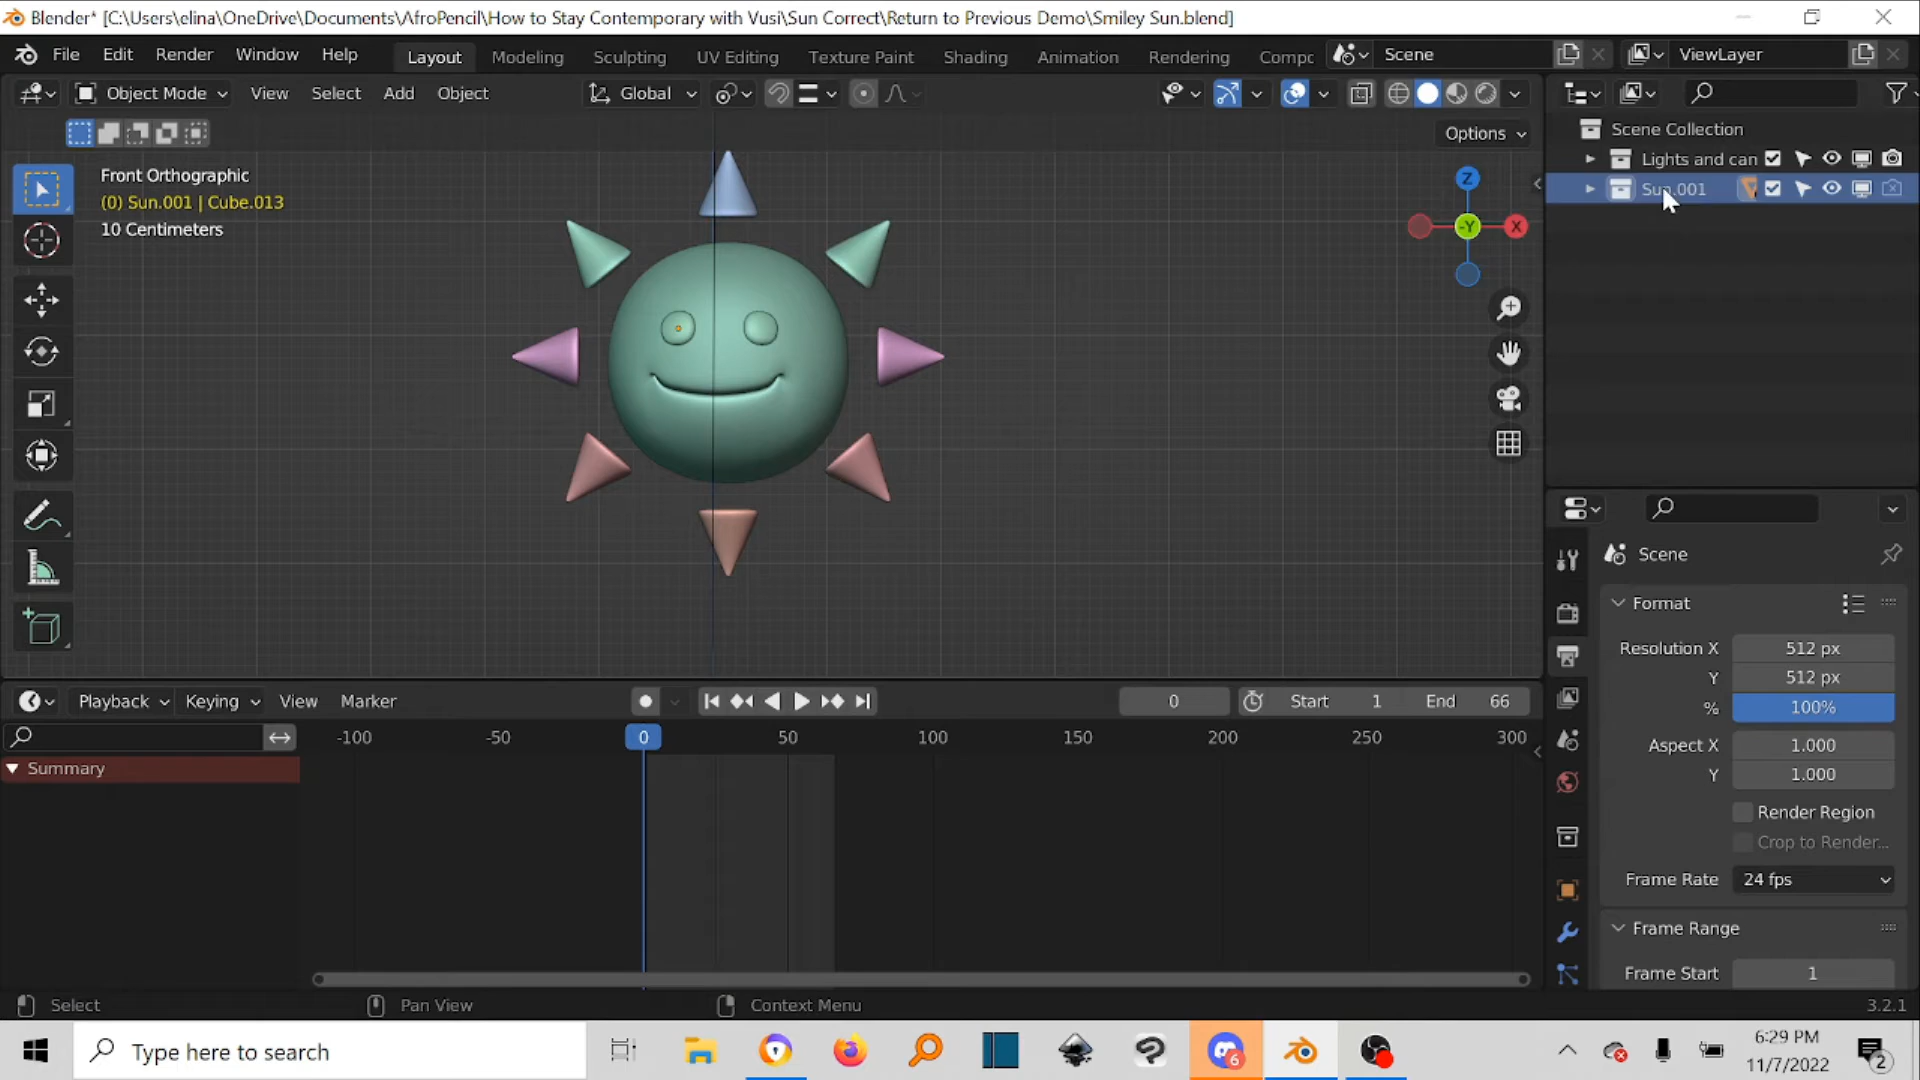 Blender* [C:\Users\elina\OneDrive\Documents\AfroPencil\How to Stay Contemporary with Vusi\Sun Correct\Return to Previous Demo\Smiley Sun.blend]
File Edit Render Window Help Layout Modeling Sculpting UV Editing Texture Paint Shading Animation Rendering Compc Scene ViewLayer
Object Mode View Select Add Object Global
Options
Scene Collection
Lights and can
Sun.001
Front Orthographic
(0) Sun.001 | Cube.013
10 Centimeters
Z
-Y
X
Scene
Format
Resolution X 512 px
Y 512 px
% 100%
Aspect X 1.000
Y 1.000
Render Region
Crop to Render...
Frame Rate 24 fps
Frame Range
Frame Start 1
Playback Keying View Marker 0 Start 1 End 66
-100 -50 0 50 100 150 200 250 300
Summary
Select Pan View Context Menu 3.2.1
Type here to search
6
6:29 PM
11/7/2022
2